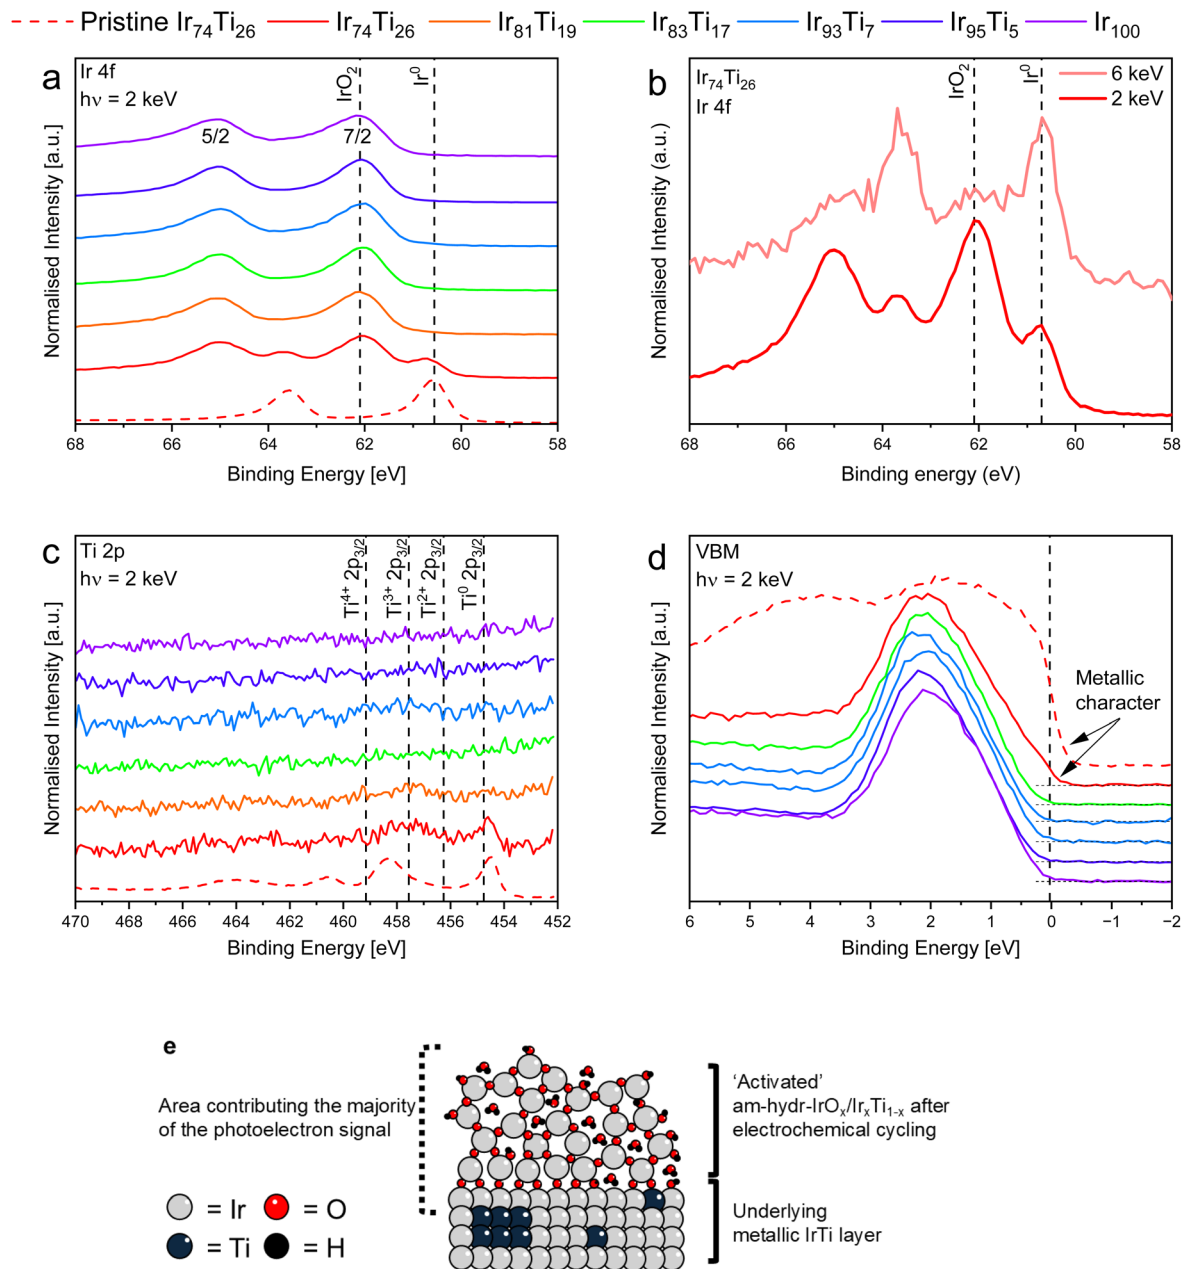 Pristine Ir₇₄Ti₂₆ Ir₇₄Ti₂₆ Ir₈₁Ti₁₉ Ir₈₃Ti₁₇ Ir₉₃Ti₇ Ir₉₅Ti₅ Ir₁₀₀
a
Ir 4f
hν = 2 keV
IrO₂
Ir⁰
5/2
7/2
Normalised Intensity [a.u.]
68 66 64 62 60 58
Binding Energy [eV]
b
Ir₇₄Ti₂₆
Ir 4f
IrO₂
Ir⁰
6 keV
2 keV
Normalised Intensity (a.u.)
68 66 64 62 60 58
Binding energy (eV)
c
Ti 2p
hν = 2 keV
Ti⁴⁺ 2p₃/₂
Ti³⁺ 2p₃/₂
Ti²⁺ 2p₃/₂
Ti⁰ 2p₃/₂
Normalised Intensity [a.u.]
470 468 466 464 462 460 458 456 454 452
Binding Energy [eV]
d
VBM
hν = 2 keV
Metallic
character
Normalised Intensity [a.u.]
6 5 4 3 2 1 0 −1 −2
Binding Energy [eV]
e
Area contributing the majority
of the photoelectron signal
= Ir = O
= Ti = H
'Activated'
am-hydr-IrOₓ/IrₓTi₁₋ₓ after
electrochemical cycling
Underlying
metallic IrTi layer